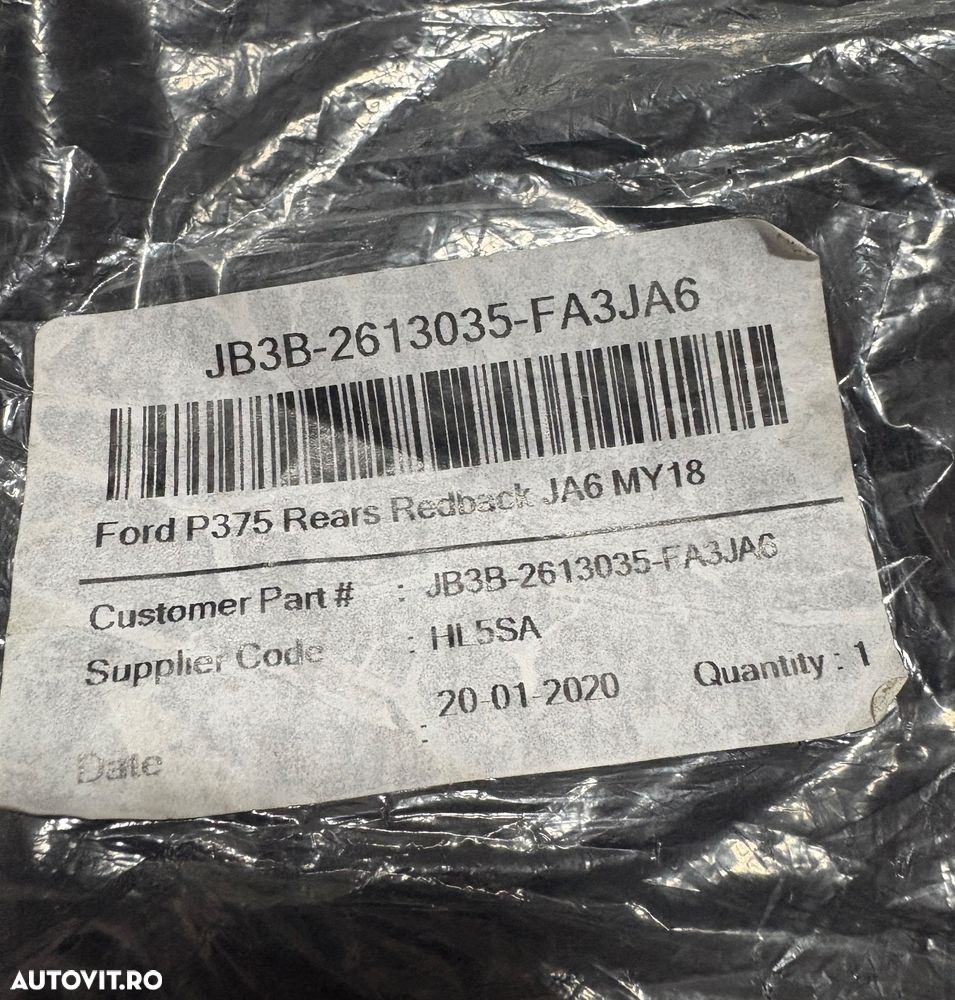 JB3B-2613035-FA3JA6
Ford P375 Rears Redback JA6 MY18
Customer Part # : JB3B-2613035-FA3JA6
Supplier Code : HL5SA
20-01-2020 Quantity : 1
Date :
AUTOVIT.RO